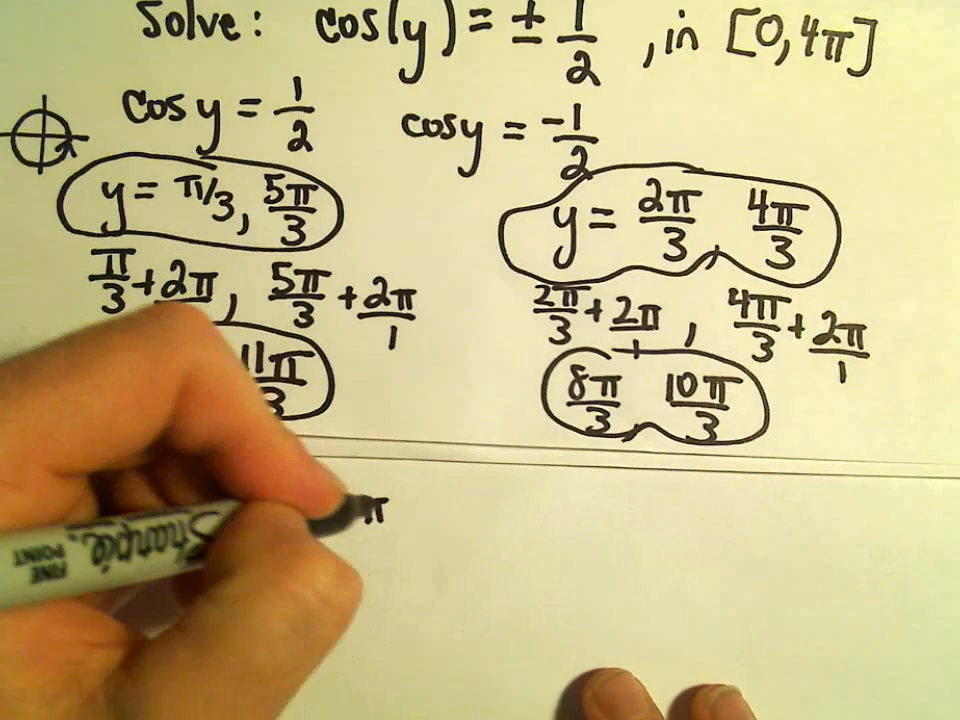 Solve: cos(y) = ± 1/2, in [0, 4π]
cos y = 1/2
y = π/3, 5π/3
π/3 + 2π, 5π/3 + 2π/1
11π/3
cos y = -1/2
y = 2π/3, 4π/3
2π/3 + 2π/1, 4π/3 + 2π/1
8π/3, 10π/3
π
Sharpie.
FINE
POINT